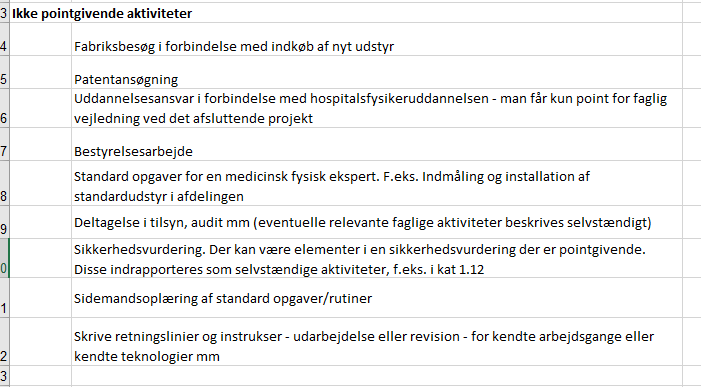 3 Ikke pointgivende aktiviteter
4 Fabriksbesøg i forbindelse med indkøb af nyt udstyr
5 Patentansøgning
Uddannelsesansvar i forbindelse med hospitalsfysikeruddannelsen - man får kun point for faglig
6 vejledning ved det afsluttende projekt
7 Bestyrelsesarbejde
Standard opgaver for en medicinsk fysisk ekspert. F.eks. Indmåling og installation af
8 standardudstyr i afdelingen
9 Deltagelse i tilsyn, audit mm (eventuelle relevante faglige aktiviteter beskrives selvstændigt)
Sikkerhedsvurdering. Der kan være elementer i en sikkerhedsvurdering der er pointgivende.
0 Disse indrapporteres som selvstændige aktiviteter, f.eks. i kat 1.12
1 Sidemandsoplæring af standard opgaver/rutiner
Skrive retningslinier og instrukser - udarbejdelse eller revision - for kendte arbejdsgange eller
2 kendte teknologier mm
3